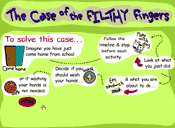 The Case of the FILTHY Fingers
To solve this case...
Imagine you have just
come home from school
Decide if you
should wash
your hands...
or if washing
your hands is
not needed.
Follow the
timeline & stop
before each
activity.
Look at what
you just did
& what you are
about to do...